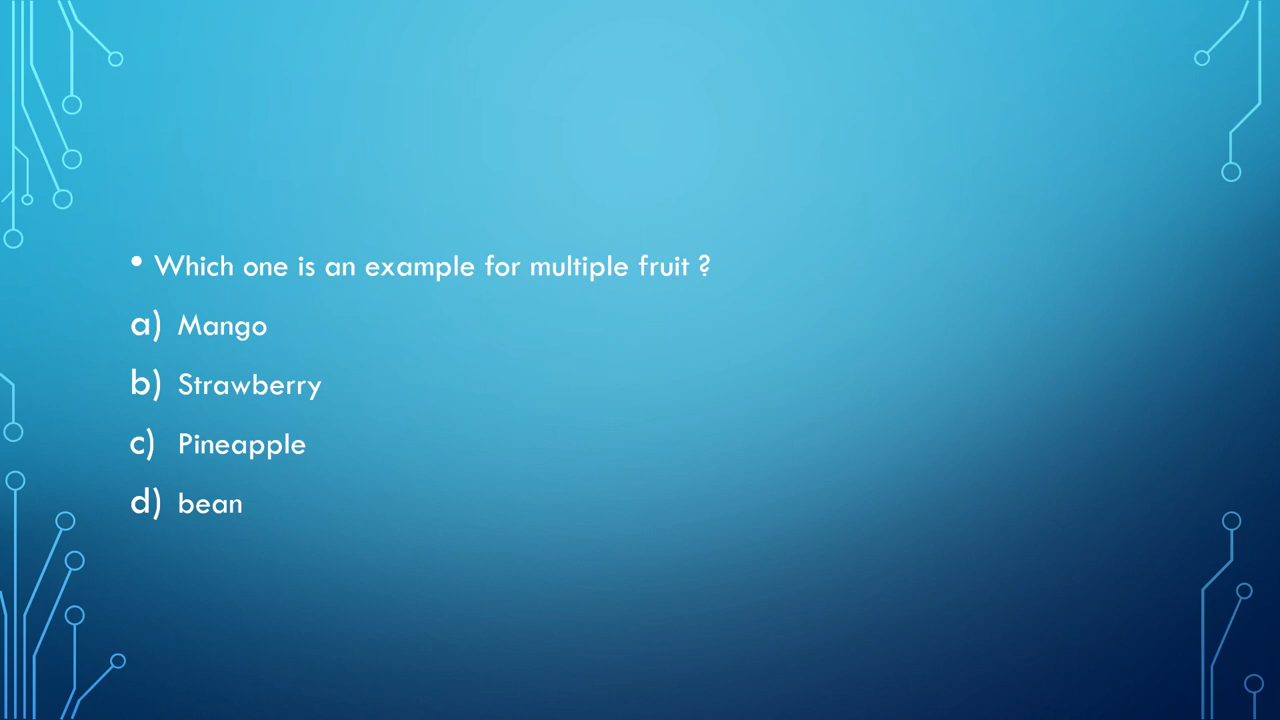 • Which one is an example for multiple fruit ?
a) Mango
b) Strawberry
c) Pineapple
d) bean